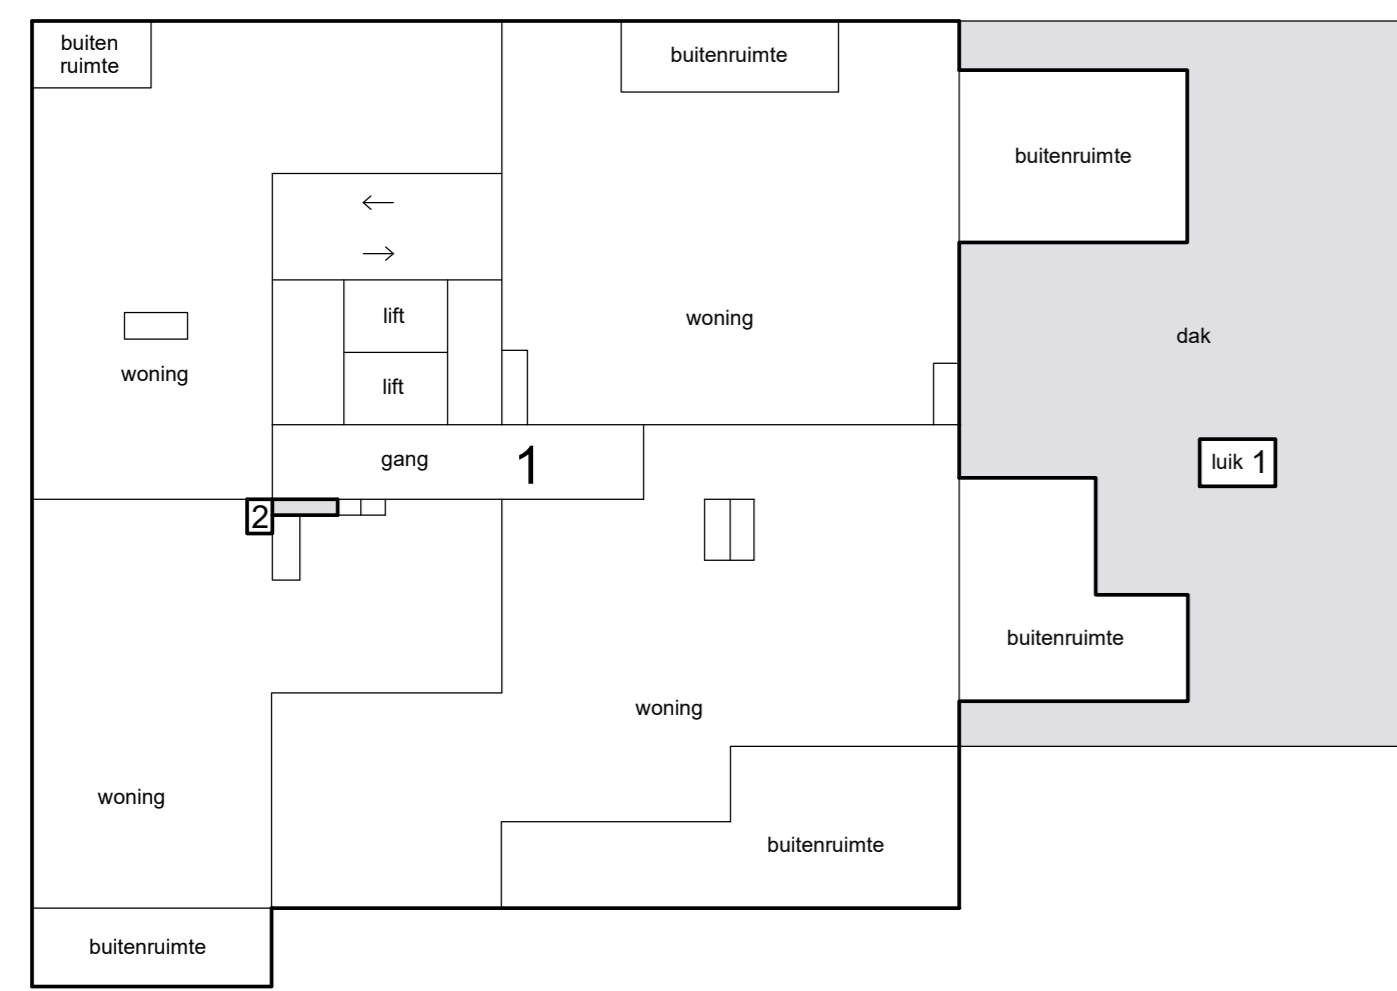 buiten
ruimte
buitenruimte
buitenruimte
lift
woning
dak
woning
lift
gang
1
luik 1
2
buitenruimte
woning
woning
buitenruimte
buitenruimte